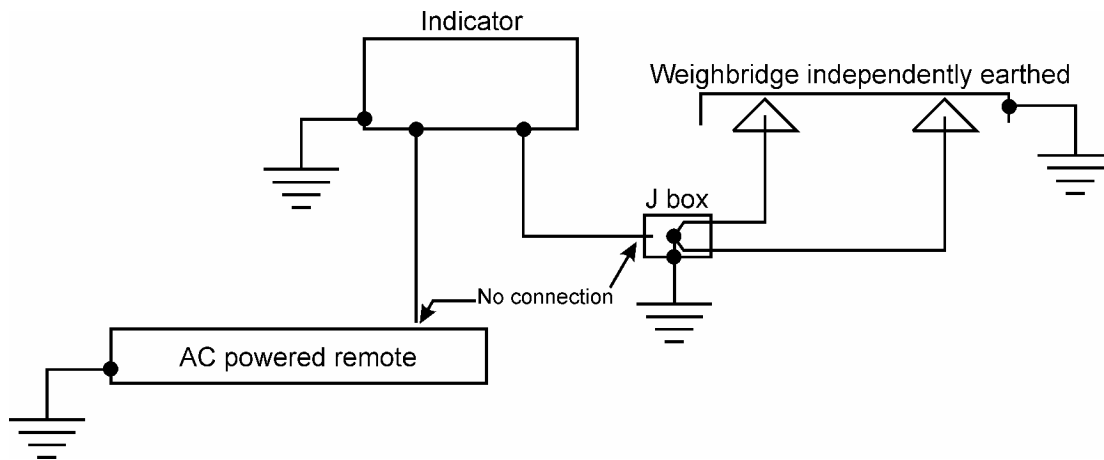 Indicator
Weighbridge independently earthed
J box
No connection
AC powered remote